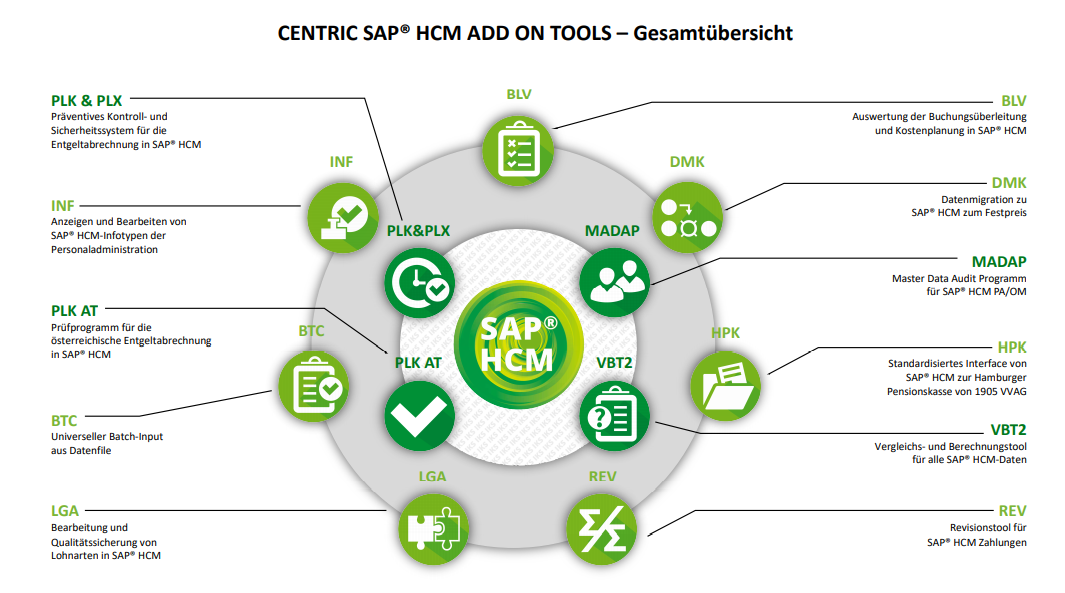 CENTRIC SAP® HCM ADD ON TOOLS – Gesamtübersicht
PLK & PLX
Präventives Kontroll- und
Sicherheitssystem für die
Entgeltabrechnung in SAP® HCM
INF
Anzeigen und Bearbeiten von
SAP® HCM-Infotypen der
Personaladministration
PLK AT
Prüfprogramm für die
österreichische Entgeltabrechnung
in SAP® HCM
BTC
Universeller Batch-Input
aus Datenfile
LGA
Bearbeitung und
Qualitätssicherung von
Lohnarten in SAP® HCM
BLV
INF
DMK
PLK&PLX
MADAP
SAP®
HCM
BTC
HPK
PLK AT
VBT2
LGA
REV
BLV
Auswertung der Buchungsüberleitung
und Kostenplanung in SAP® HCM
DMK
Datenmigration zu
SAP® HCM zum Festpreis
MADAP
Master Data Audit Programm
für SAP® HCM PA/OM
HPK
Standardisiertes Interface von
SAP® HCM zur Hamburger
Pensionskasse von 1905 VVAG
VBT2
Vergleichs- und Berechnungstool
für alle SAP® HCM-Daten
REV
Revisionstool für
SAP® HCM Zahlungen